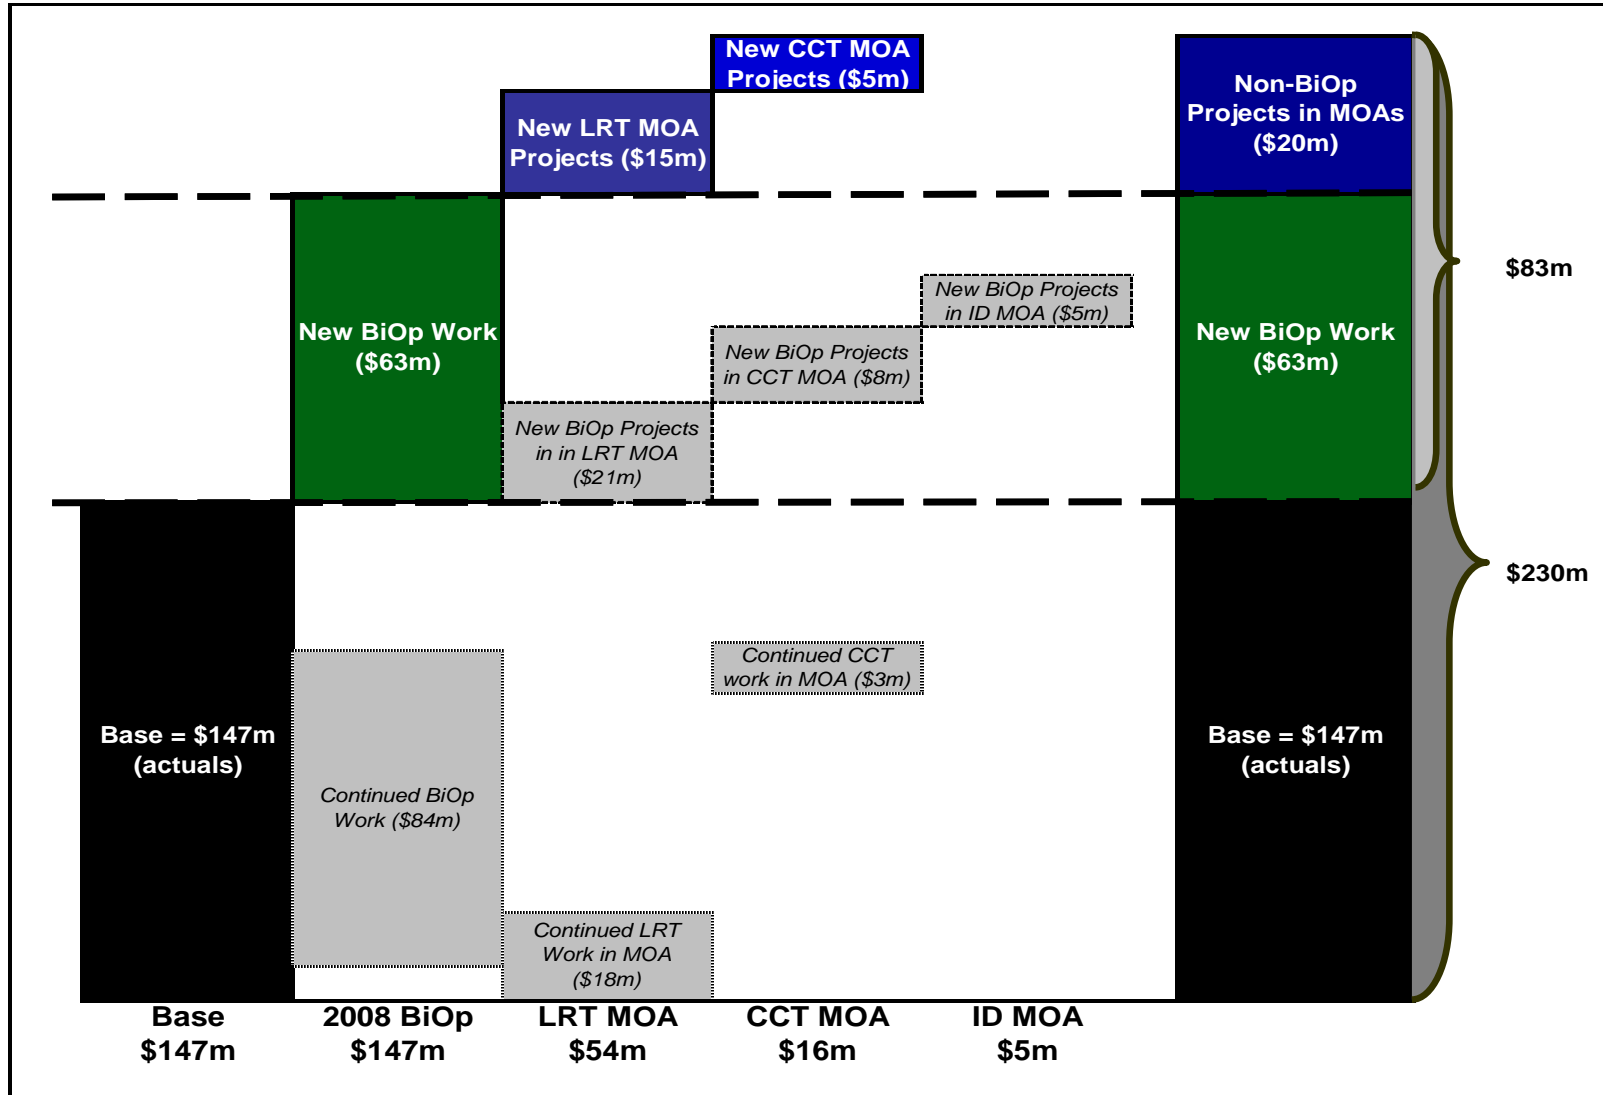 New CCT MOA
Projects ($5m)
New LRT MOA
Projects ($15m)
Non-BiOp
Projects in MOAs
($20m)
$83m
New BiOp Work
($63m)
New BiOp Projects
in ID MOA ($5m)
New BiOp Projects
in CCT MOA ($8m)
New BiOp Projects
in in LRT MOA
($21m)
New BiOp Work
($63m)
$230m
Base = $147m
(actuals)
Continued BiOp
Work ($84m)
Continued LRT
Work in MOA
($18m)
Continued CCT
work in MOA ($3m)
Base = $147m
(actuals)
Base
$147m
2008 BiOp
$147m
LRT MOA
$54m
CCT MOA
$16m
ID MOA
$5m